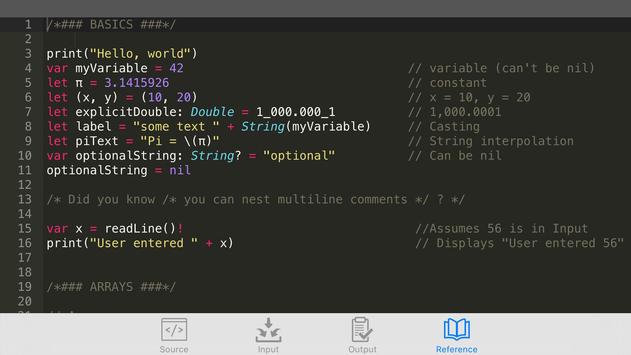 1 /*### BASICS ###*/
2
3 print("Hello, world")
4 var myVariable = 42 // variable (can't be nil)
5 let π = 3.1415926 // constant
6 let (x, y) = (10, 20) // x = 10, y = 20
7 let explicitDouble: Double = 1_000.000_1 // 1,000.0001
8 let label = "some text " + String(myVariable) // Casting
9 let piText = "Pi = \(π)" // String interpolation
10 var optionalString: String? = "optional" // Can be nil
11 optionalString = nil
12
13 /* Did you know /* you can nest multiline comments */ ? */
14
15 var x = readLine()! //Assumes 56 is in Input
16 print("User entered " + x) // Displays "User entered 56"
17
18
19 /*### ARRAYS ###*/
20
Source Input Output Reference